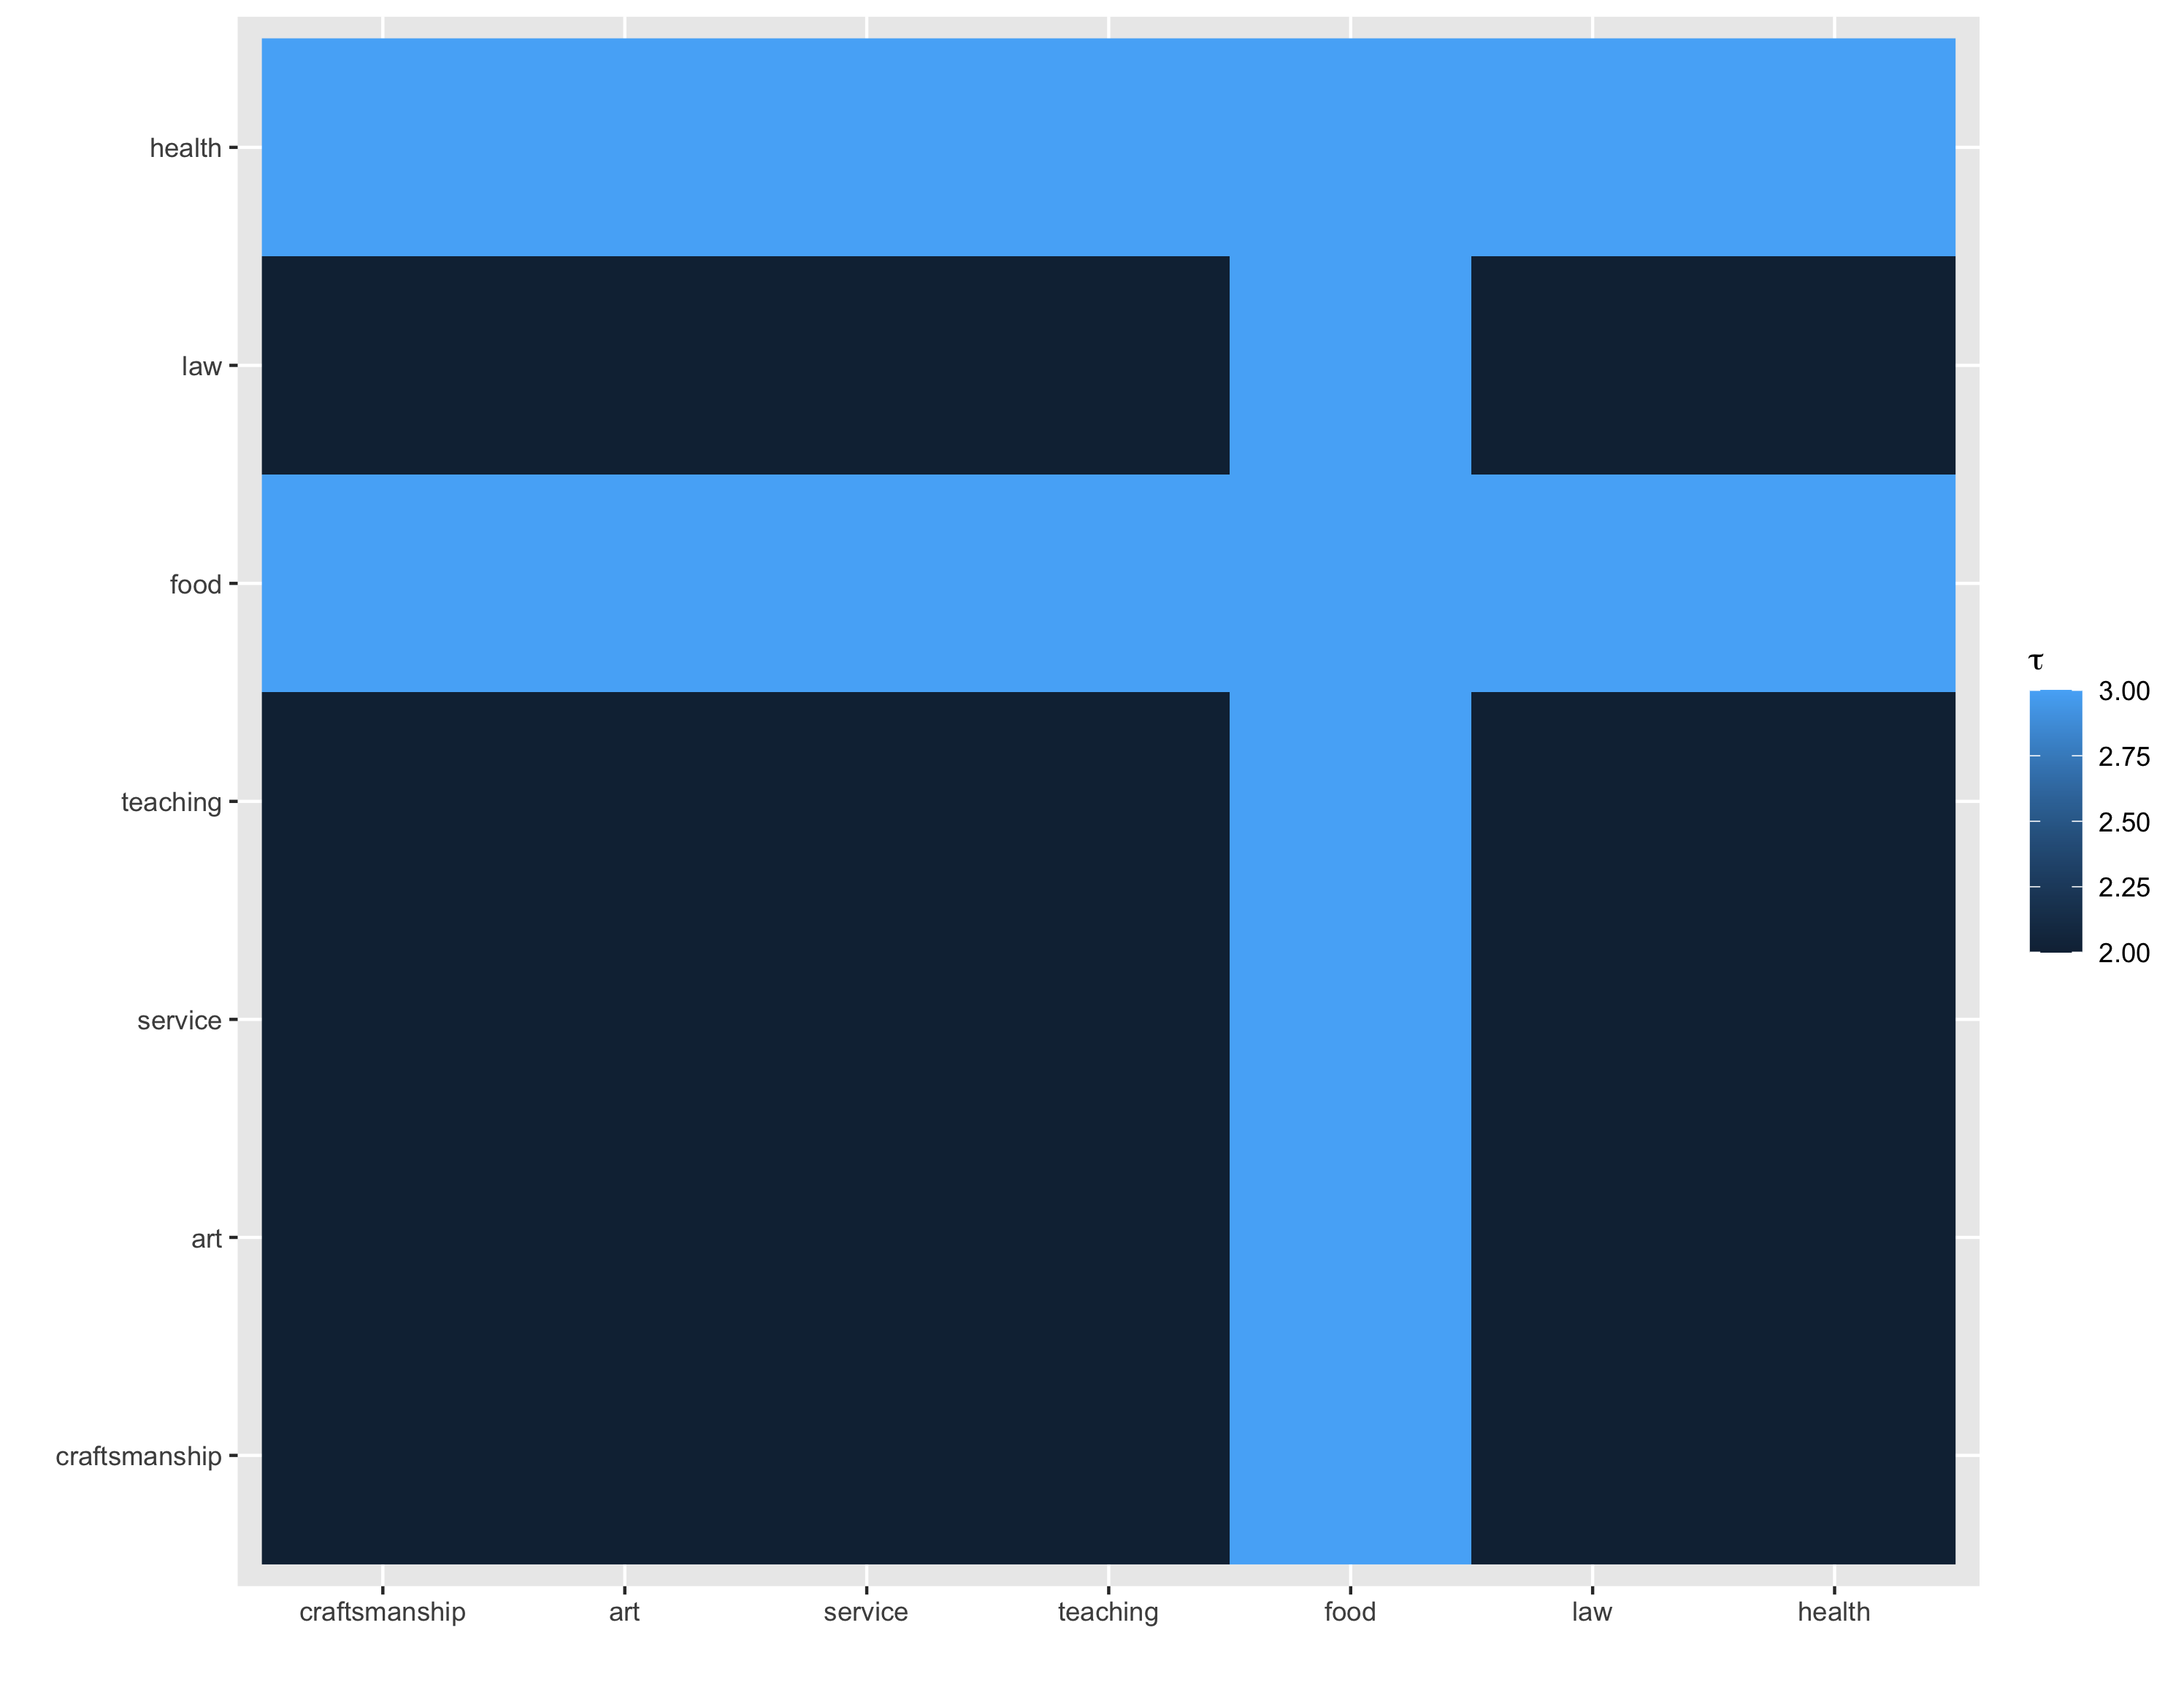 health
law
food
teaching
service
art
craftsmanship
craftsmanship art service teaching food law health
τ
3.00
2.75
2.50
2.25
2.00